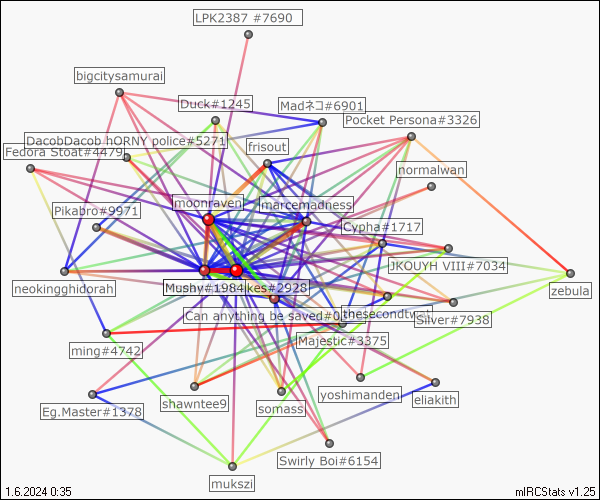 LPK2387 #7690
bigcitysamurai
Duck#1245
Madネコ#6901
Pocket Persona#3326
DacobDacob hORNY police#5271
Fedora Stoat#4479
frisout
normalwan
moonraven
marcemadness
Pikabro#9971
Cypha#1717
JKOUYH VIII#7034
neokingghidorah
Mushy#1984
likes#2928
zebula
Can anything be saved#0
thesecondtwet
Silver#7938
Majestic#3375
ming#4742
Eg.Master#1378
shawntee9
somass
yoshimanden
eliakith
Swirly Boi#6154
mukszi
1.6.2024 0:35
mIRCStats v1.25